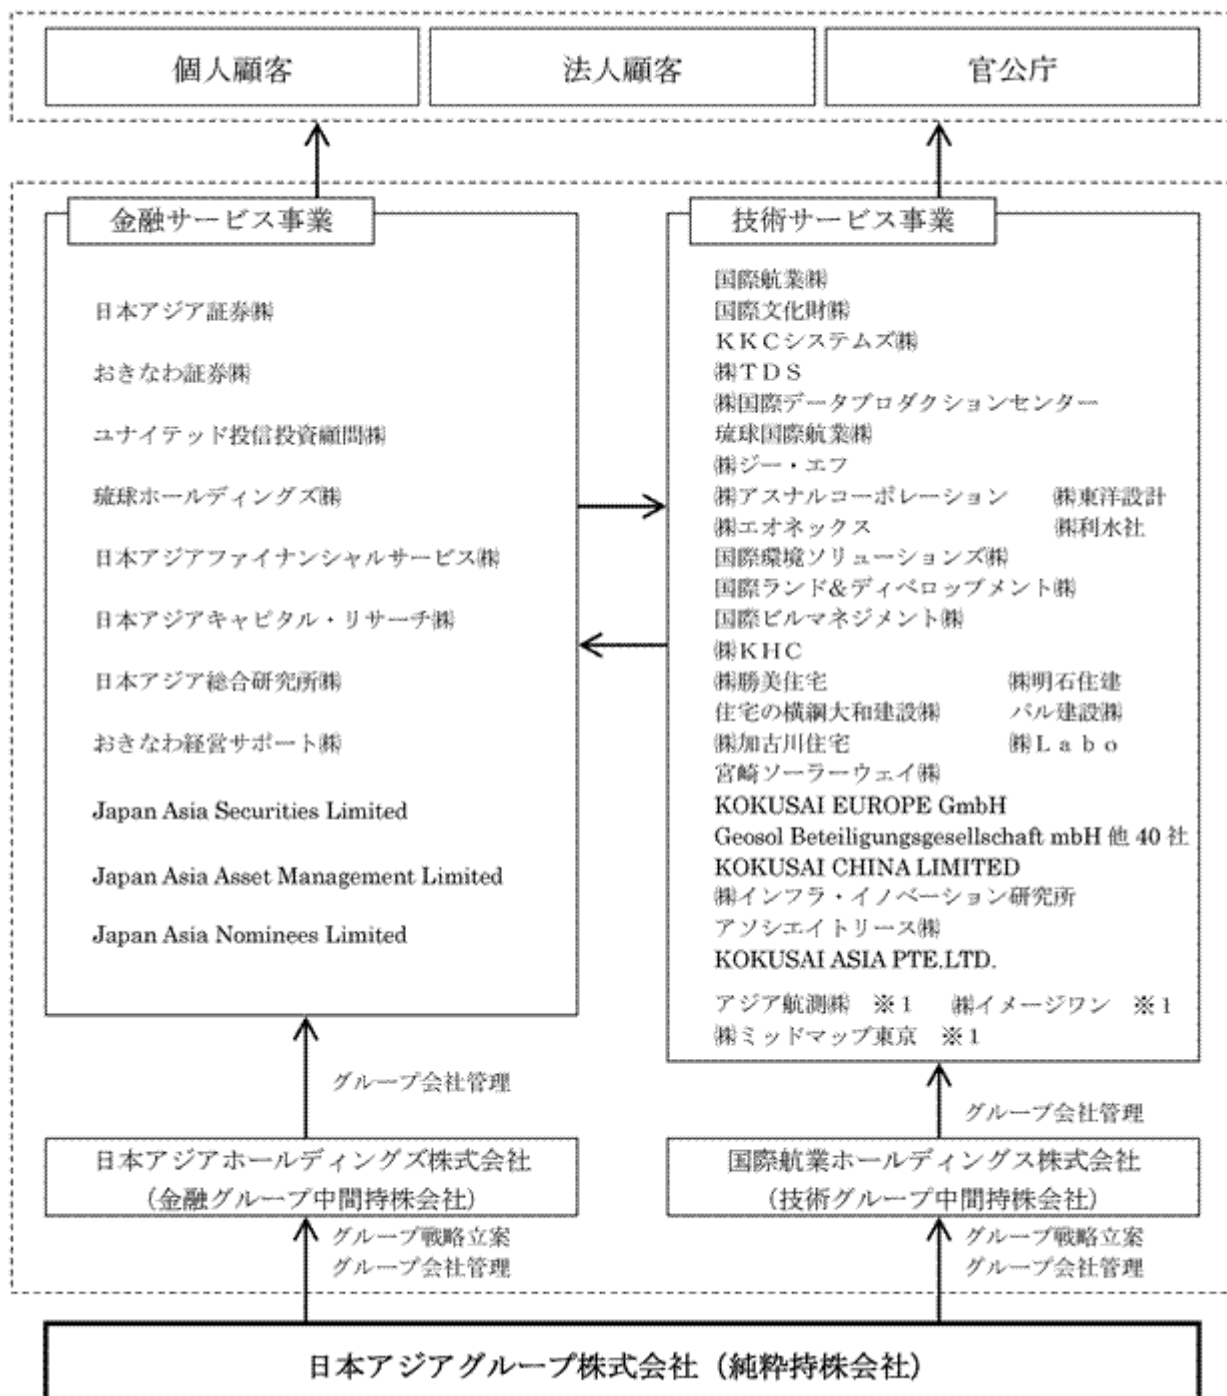 個人顧客
法人顧客
官公庁
金融サービス事業
日本アジア証券㈱
おきなわ証券㈱
ユナイテッド投信投資顧問㈱
琉球ホールディングズ㈱
日本アジアファイナンシャルサービス㈱
日本アジアキャピタル・リサーチ㈱
日本アジア総合研究所㈱
おきなわ経営サポート㈱
Japan Asia Securities Limited
Japan Asia Asset Management Limited
Japan Asia Nominees Limited
技術サービス事業
国際航業㈱
国際文化財㈱
ＫＫＣシステムズ㈱
㈱ＴＤＳ
㈱国際データプロダクションセンター
琉球国際航業㈱
㈱ジー・エフ
㈱アスナルコーポレーション　㈱東洋設計
㈱エオネックス　㈱利水社
国際環境ソリューションズ㈱
国際ランド＆ディベロップメント㈱
国際ビルマネジメント㈱
㈱ＫＨＣ
㈱勝美住宅　㈱明石住建
住宅の横綱大和建設㈱　パル建設㈱
㈱加古川住宅　㈱Ｌａｂｏ
宮崎ソーラーウェイ㈱
KOKUSAI EUROPE GmbH
Geosol Beteiligungsgesellschaft mbH 他 40 社
KOKUSAI CHINA LIMITED
㈱インフラ・イノベーション研究所
アソシエイトリース㈱
KOKUSAI ASIA PTE.LTD.
アジア航測㈱　※１　㈱イメージワン　※１
㈱ミッドマップ東京　※１
グループ会社管理
グループ会社管理
日本アジアホールディングズ株式会社
（金融グループ中間持株会社）
国際航業ホールディングス株式会社
（技術グループ中間持株会社）
グループ戦略立案
グループ会社管理
グループ戦略立案
グループ会社管理
日本アジアグループ株式会社（純粋持株会社）